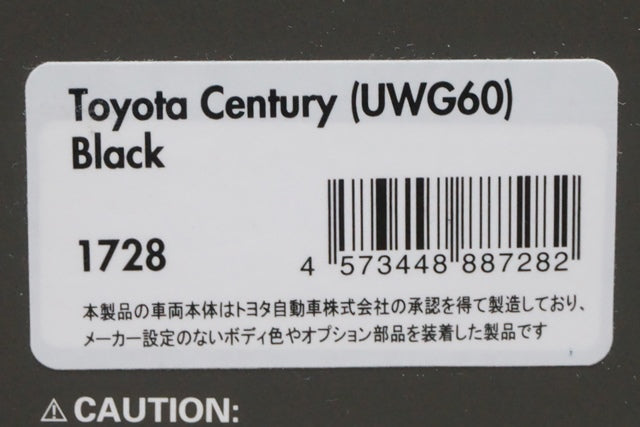 Toyota Century (UWG60)
Black
1728
4 573448 887282
本製品の車両本体はトヨタ自動車株式会社の承認を得て製造しており、
メーカー設定のないボディ色やオプション部品を装着した製品です
⚠ CAUTION: